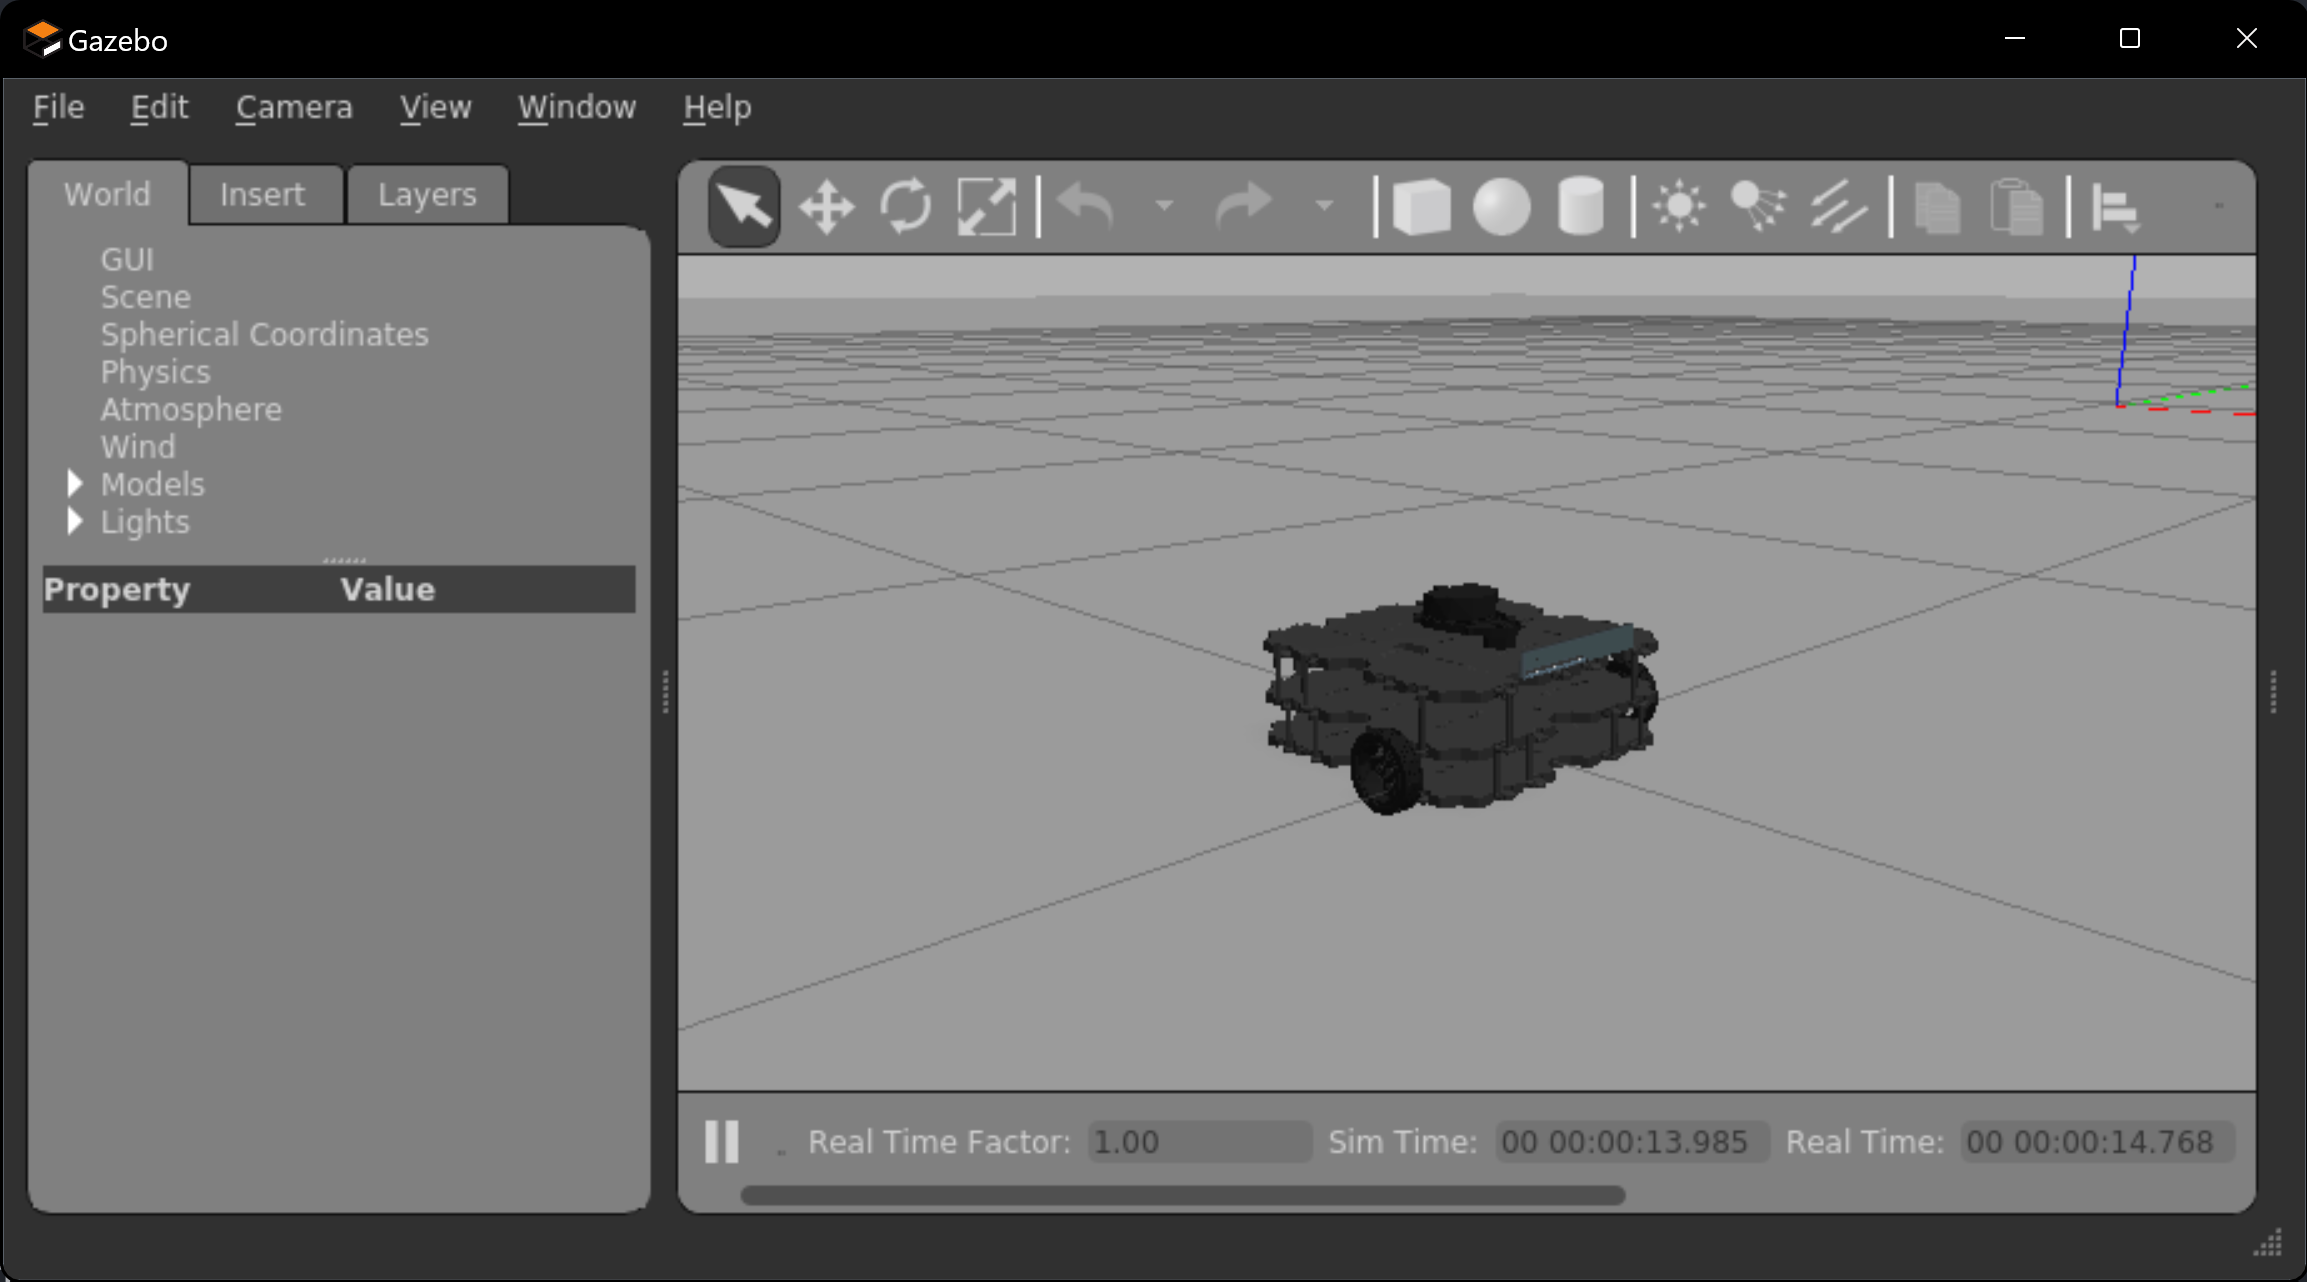 Gazebo
File Edit Camera View Window Help
World Insert Layers
GUI
Scene
Spherical Coordinates
Physics
Atmosphere
Wind
Models
Lights
Property Value
Real Time Factor: 1.00 Sim Time: 00 00:00:13.985 Real Time: 00 00:00:14.768